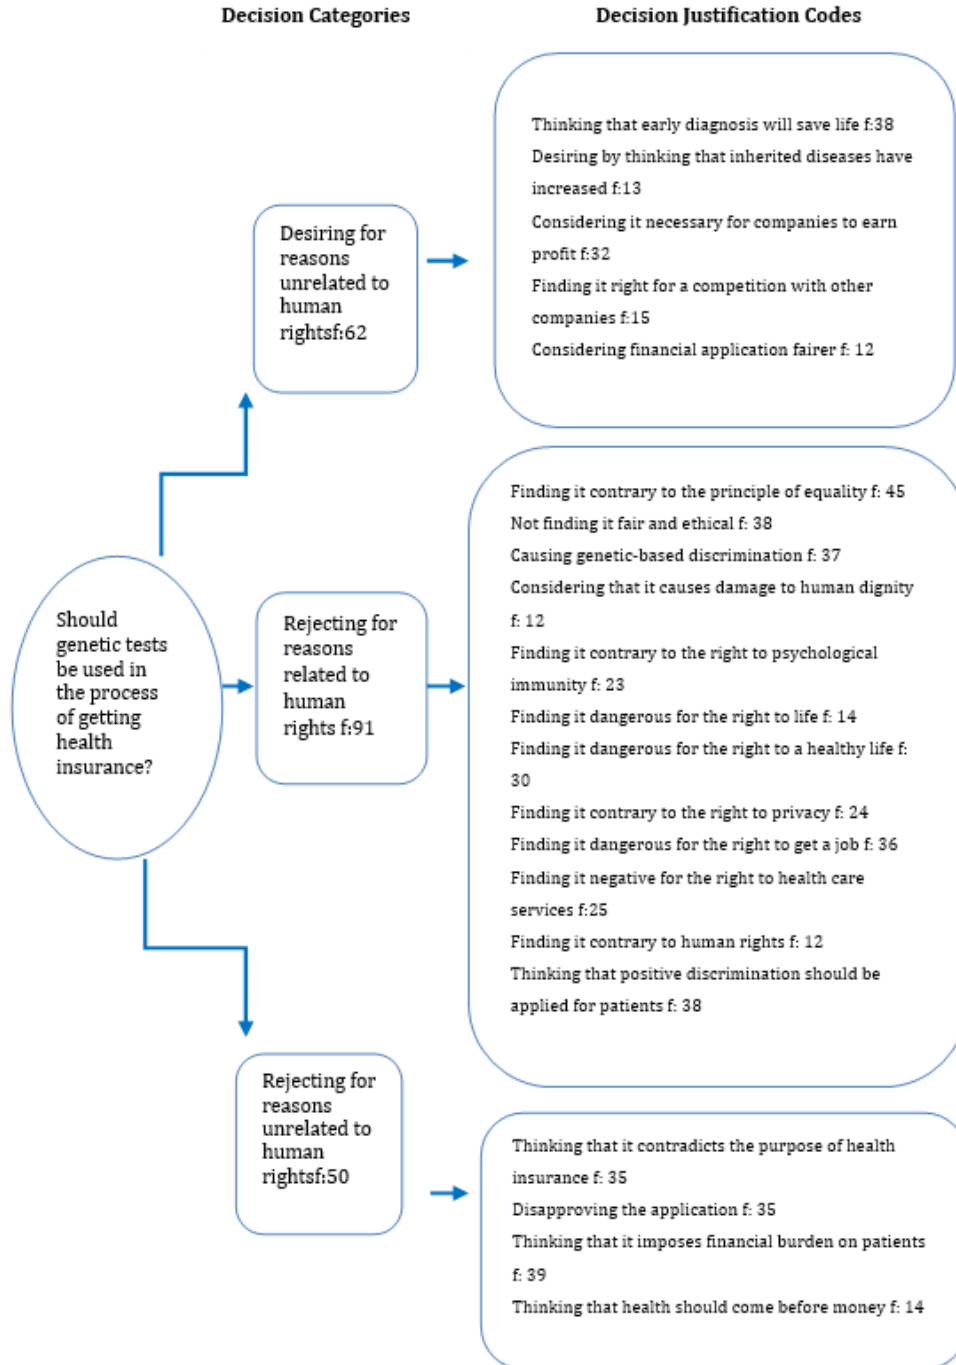 Decision Categories
Decision Justification Codes
Thinking that early diagnosis will save life f:38
Desiring by thinking that inherited diseases have
increased f:13
Considering it necessary for companies to earn
profit f:32
Finding it right for a competition with other
companies f:15
Considering financial application fairer f: 12
Desiring for
reasons
unrelated to
human
rightsf:62
Finding it contrary to the principle of equality f: 45
Not finding it fair and ethical f: 38
Causing genetic-based discrimination f: 37
Considering that it causes damage to human dignity
f: 12
Finding it contrary to the right to psychological
immunity f: 23
Finding it dangerous for the right to life f: 14
Finding it dangerous for the right to a healthy life f:
30
Finding it contrary to the right to privacy f: 24
Finding it dangerous for the right to get a job f: 36
Finding it negative for the right to health care
services f:25
Finding it contrary to human rights f: 12
Thinking that positive discrimination should be
applied for patients f: 38
Should
genetic tests
be used in
the process
of getting
health
insurance?
Rejecting for
reasons
related to
human
rights f:91
Rejecting for
reasons
unrelated to
human
rightsf:50
Thinking that it contradicts the purpose of health
insurance f: 35
Disapproving the application f: 35
Thinking that it imposes financial burden on patients
f: 39
Thinking that health should come before money f: 14